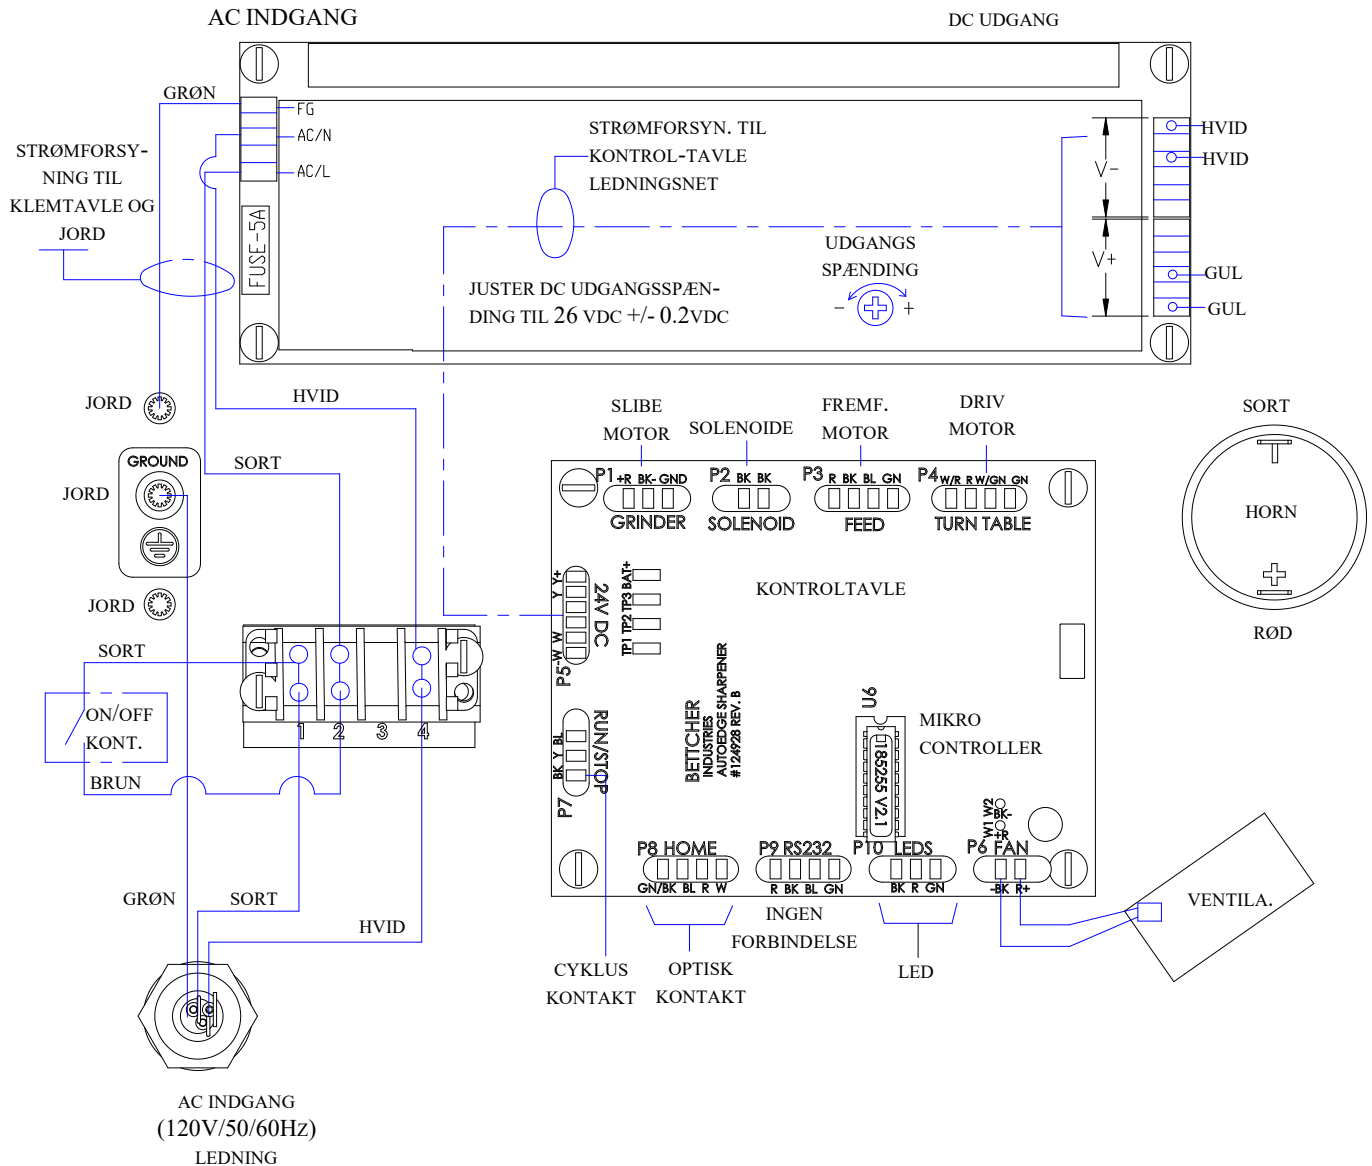 AC INDGANG
DC UDGANG
GRØN
FG
AC/N
AC/L
FUSE-5A
STRØMFORSY-
NING TIL
KLEMTAVLE OG
JORD
STRØMFORSYN. TIL
KONTROL-TAVLE
LEDNINGSNET
UDGANGS
SPÆNDING
- +
JUSTER DC UDGANGSSPÆN-
DING TIL 26 VDC +/- 0.2VDC
V-
V+
HVID
HVID
GUL
GUL
JORD
HVID
SORT
GROUND
JORD
JORD
SORT
ON/OFF
KONT.
BRUN
1 2 3 4
GRØN
SORT
HVID
AC INDGANG
(120V/50/60Hz)
LEDNING
SLIBE
MOTOR
SOLENOIDE
FREMF.
MOTOR
DRIV
MOTOR
P1 +R BK- GND
GRINDER
P2 BK BK
SOLENOID
P3 R BK BL GN
FEED
P4 W/R R W/GN GN
TURN TABLE
KONTROLTAVLE
P5 -W W Y Y+
24V DC
TP1 TP2 TP3 BAT+
P7 BK Y BL
RUN/STOP
BETTCHER
INDUSTRIES
AUTOEDGE SHARPENER
#124928 REV. B
U6
185255 V2.1
MIKRO
CONTROLLER
W1 W2
+R BK-
P8 HOME
GN/BK BL R W
P9 RS232
R BK BL GN
P10 LEDS
BK R GN
P6 FAN
-BK R+
CYKLUS
KONTAKT
OPTISK
KONTAKT
INGEN
FORBINDELSE
LED
VENTILA.
SORT
HORN
RØD